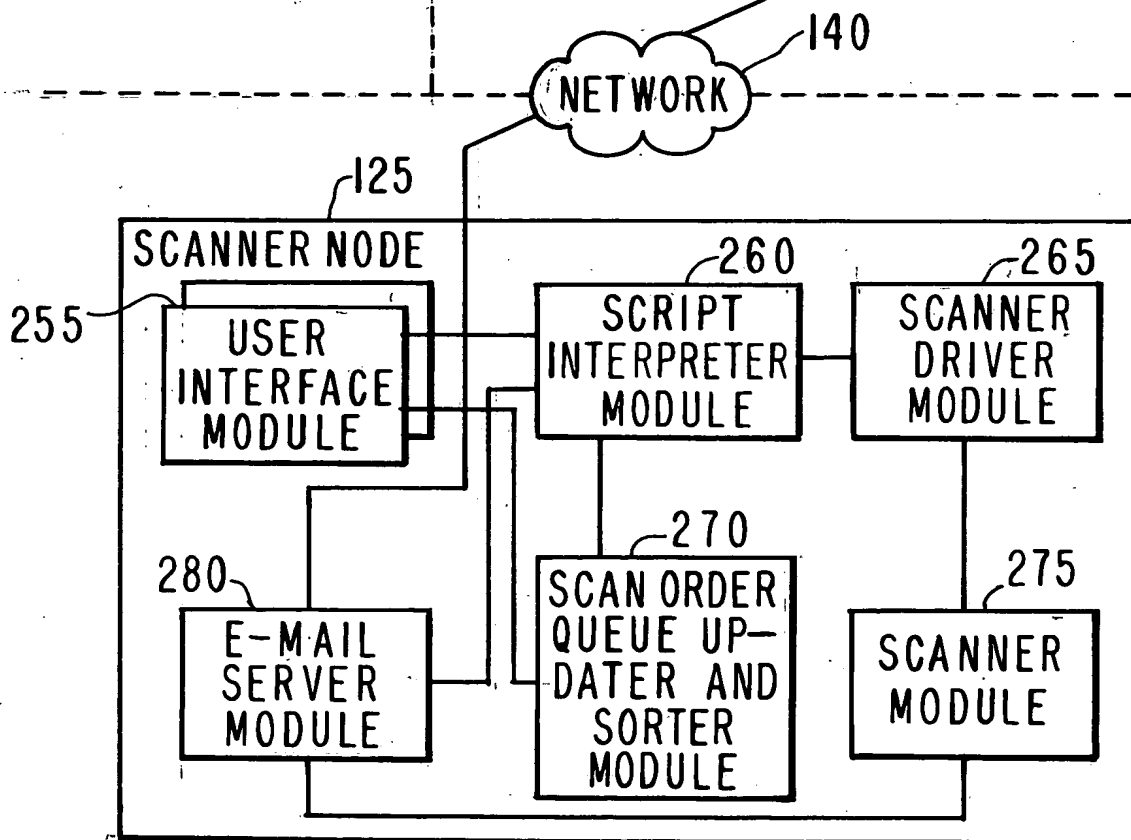 140
NETWORK
125
SCANNER NODE
255
USER
INTERFACE
MODULE
260
SCRIPT
INTERPRETER
MODULE
265
SCANNER
DRIVER
MODULE
280
E-MAIL
SERVER
MODULE
270
SCAN ORDER
QUEUE UP-
DATER AND
SORTER
MODULE
275
SCANNER
MODULE